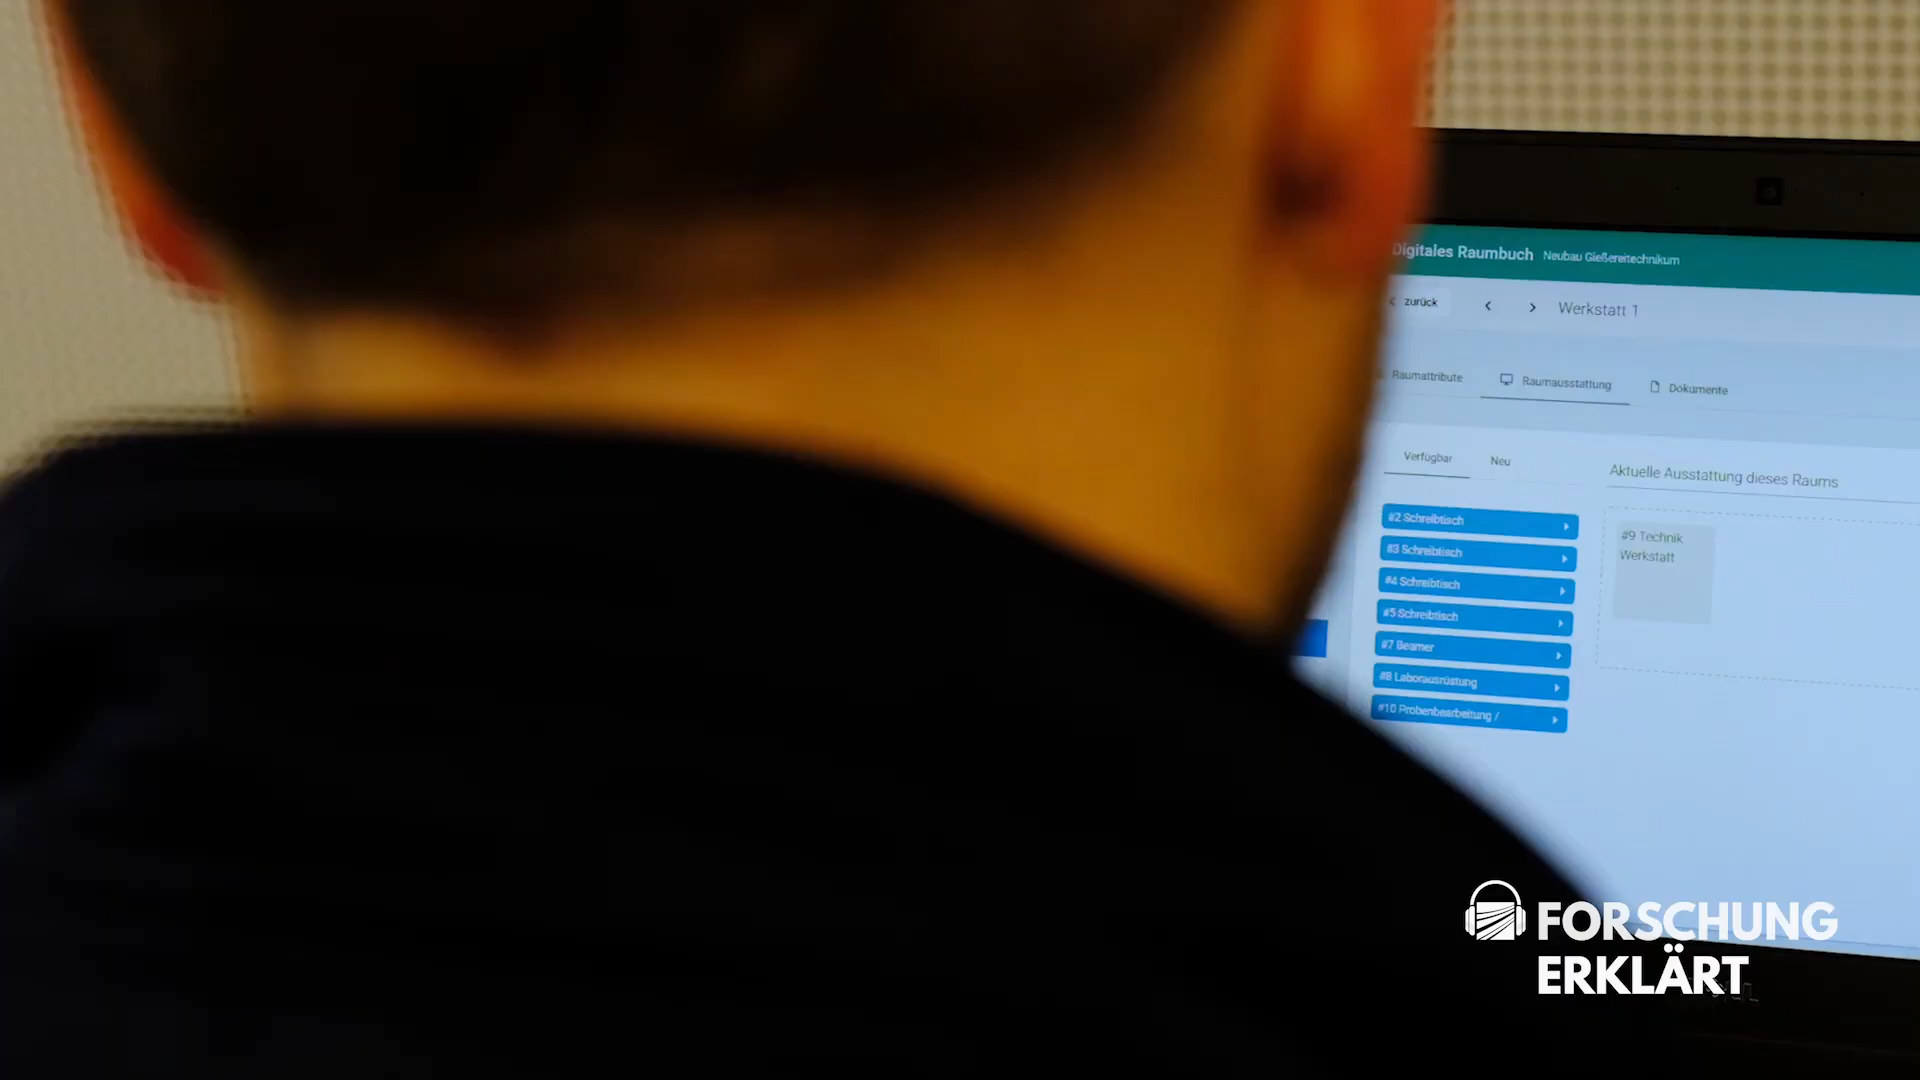 Digitales Raumbuch Neubau Gießereitechnikum
zurück < > Werkstatt 1
Raumattribute Raumausstattung Dokumente
Verfügbar Neu
Aktuelle Ausstattung dieses Raums
#2 Schreibtisch
#3 Schreibtisch
#4 Schreibtisch
#5 Schreibtisch
#7 Beamer
#8 Laborausrüstung
#10 Probenbearbeitung /
#9 Technik
Werkstatt
FORSCHUNG
ERKLÄRT